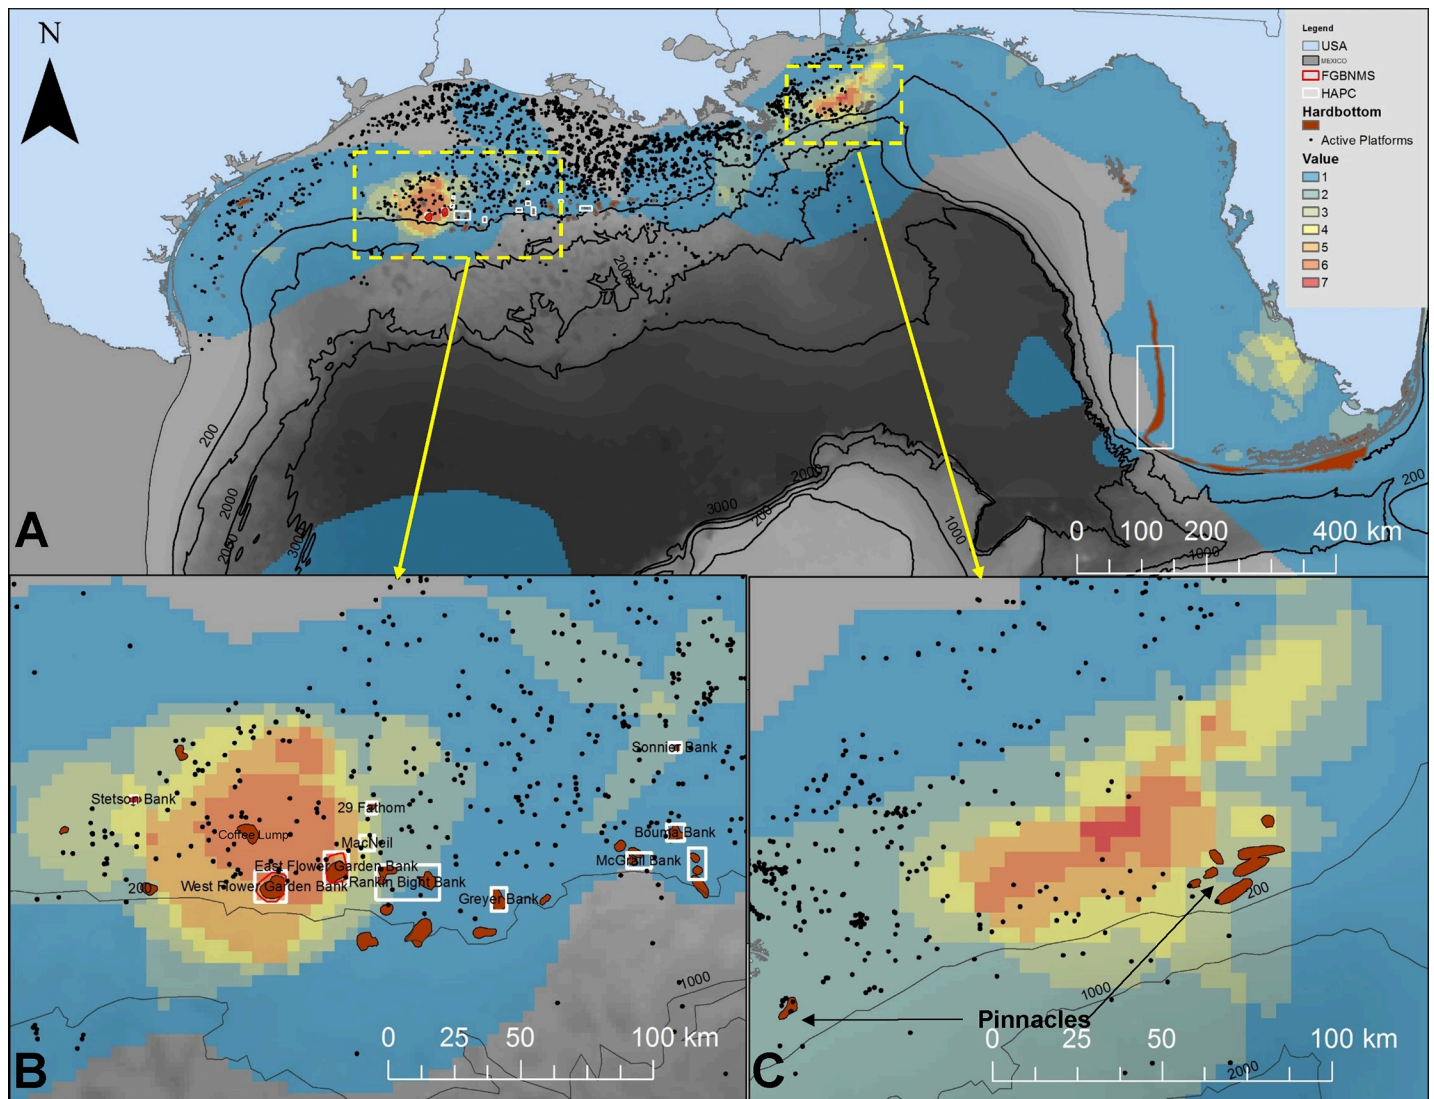 N
Legend
USA
MEXICO
FGBNMS
HAPC
Hardbottom
Active Platforms
Value
1
2
3
4
5
6
7
2000
200
2000
2000
3000
2000
3000
200
1000
200
1000
0 100 200 400 km
A
Sonnier Bank
Stetson Bank
29 Fathom
Coffee Lump
MacNeil
Bouma Bank
East Flower Garden Bank
McGrail Bank
200
West Flower Garden Bank
Rankin Bight Bank
Greyer Bank
1000
0 25 50 100 km
B
200
1000
Pinnacles
0 25 50 100 km
2000
C